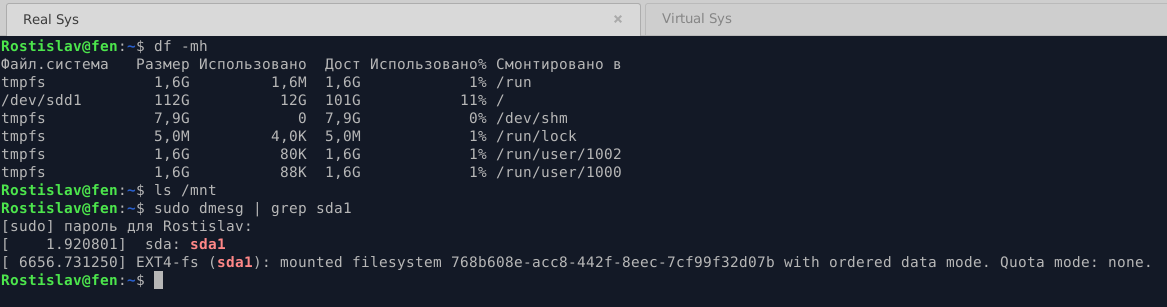 Real Sys × Virtual Sys
Rostislav@fen:~$ df -mh
Файл.система Размер Использовано Дост Использовано% Смонтировано в
tmpfs 1,6G 1,6M 1,6G 1% /run
/dev/sdd1 112G 12G 101G 11% /
tmpfs 7,9G 0 7,9G 0% /dev/shm
tmpfs 5,0M 4,0K 5,0M 1% /run/lock
tmpfs 1,6G 80K 1,6G 1% /run/user/1002
tmpfs 1,6G 88K 1,6G 1% /run/user/1000
Rostislav@fen:~$ ls /mnt
Rostislav@fen:~$ sudo dmesg | grep sda1
[sudo] пароль для Rostislav:
[    1.920801]  sda: sda1
[ 6656.731250] EXT4-fs (sda1): mounted filesystem 768b608e-acc8-442f-8eec-7cf99f32d07b with ordered data mode. Quota mode: none.
Rostislav@fen:~$